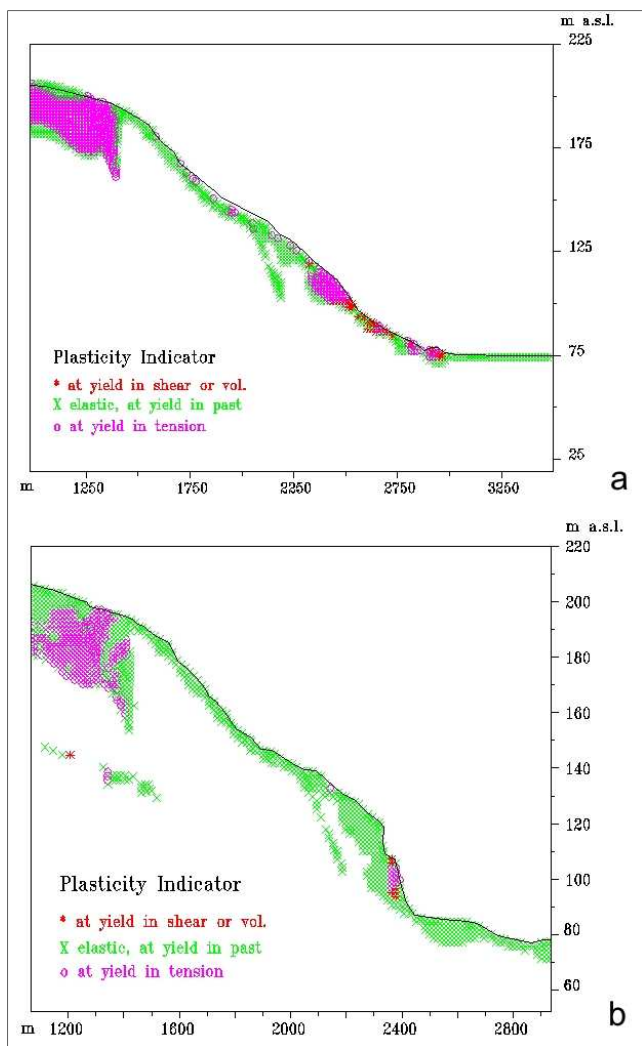 m a.s.l.
225
175
125
75
25
Plasticity Indicator
* at yield in shear or vol.
X elastic, at yield in past
o at yield in tension
m 1250 1750 2250 2750 3250
a
m a.s.l.
220
200
180
160
140
120
100
80
60
Plasticity Indicator
* at yield in shear or vol.
X elastic, at yield in past
o at yield in tension
m 1200 1600 2000 2400 2800
b